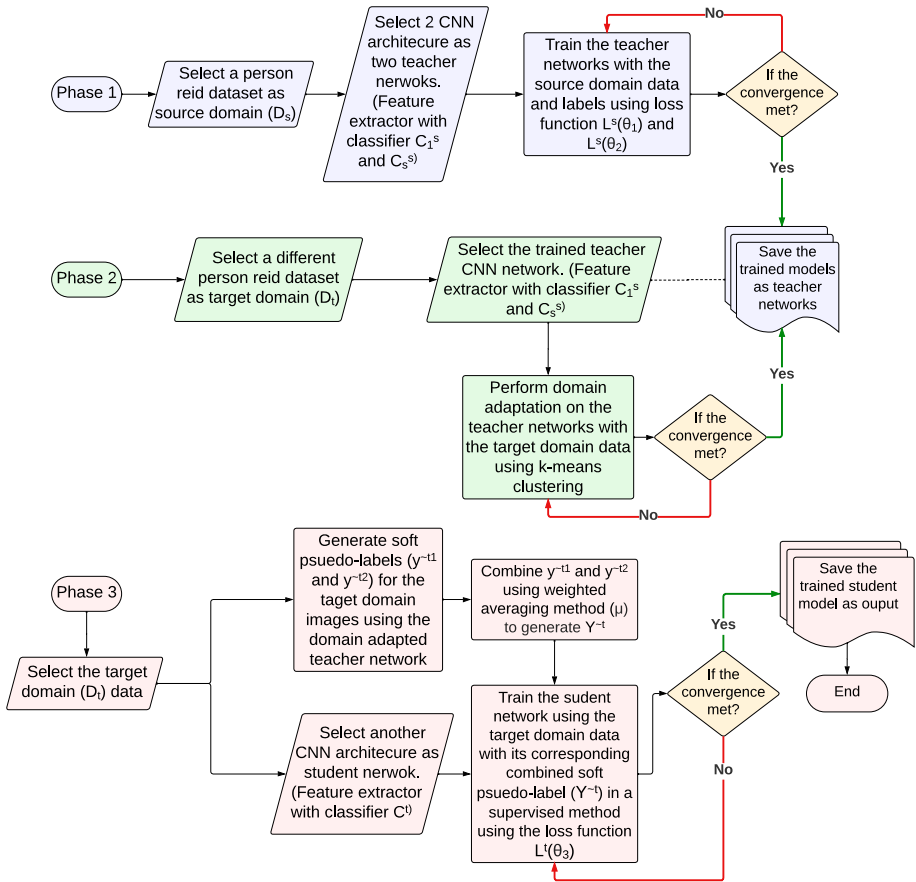 Phase 1
Select a
person reid
dataset as
source domain (Dₛ)
Select 2 CNN
architecure as
two teacher
nerwoks.
(Feature
extractor with
classifier C₁ˢ
and Cₛˢ⁾
Train the teacher
networks with the
source domain data
and labels using loss
function Lˢ(θ₁) and
Lˢ(θ₂)
No
If the
convergence
met?
Yes
Phase 2
Select a different
person reid dataset
as target domain (Dₜ)
Select the trained teacher
CNN network. (Feature
extractor with classifier C₁ˢ
and Cₛˢ⁾
Save the
trained models
as teacher
networks
Yes
Perform domain
adaptation on the
teacher networks with
the target domain data
using k-means
clustering
If the
convergence
met?
No
Phase 3
Select the target
domain (Dₜ) data
Generate soft
psuedo-labels (y~ᵗ¹
and y~ᵗ²) for the
target domain
images using the
domain adapted
teacher network
Combine y~ᵗ¹ and y~ᵗ²
using weighted
averaging method (μ)
to generate Y~ᵗ
Select another
CNN architecure as
student nerwok.
(Feature extractor
with classifier Cᵗ⁾
Train the sudent
network using the
target domain data
with its corresponding
combined soft
psuedo-label (Y~ᵗ) in a
supervised method
using the loss function
Lᵗ(θ₃)
If the
convergence
met?
Yes
No
Save the
trained student
model as ouput
End